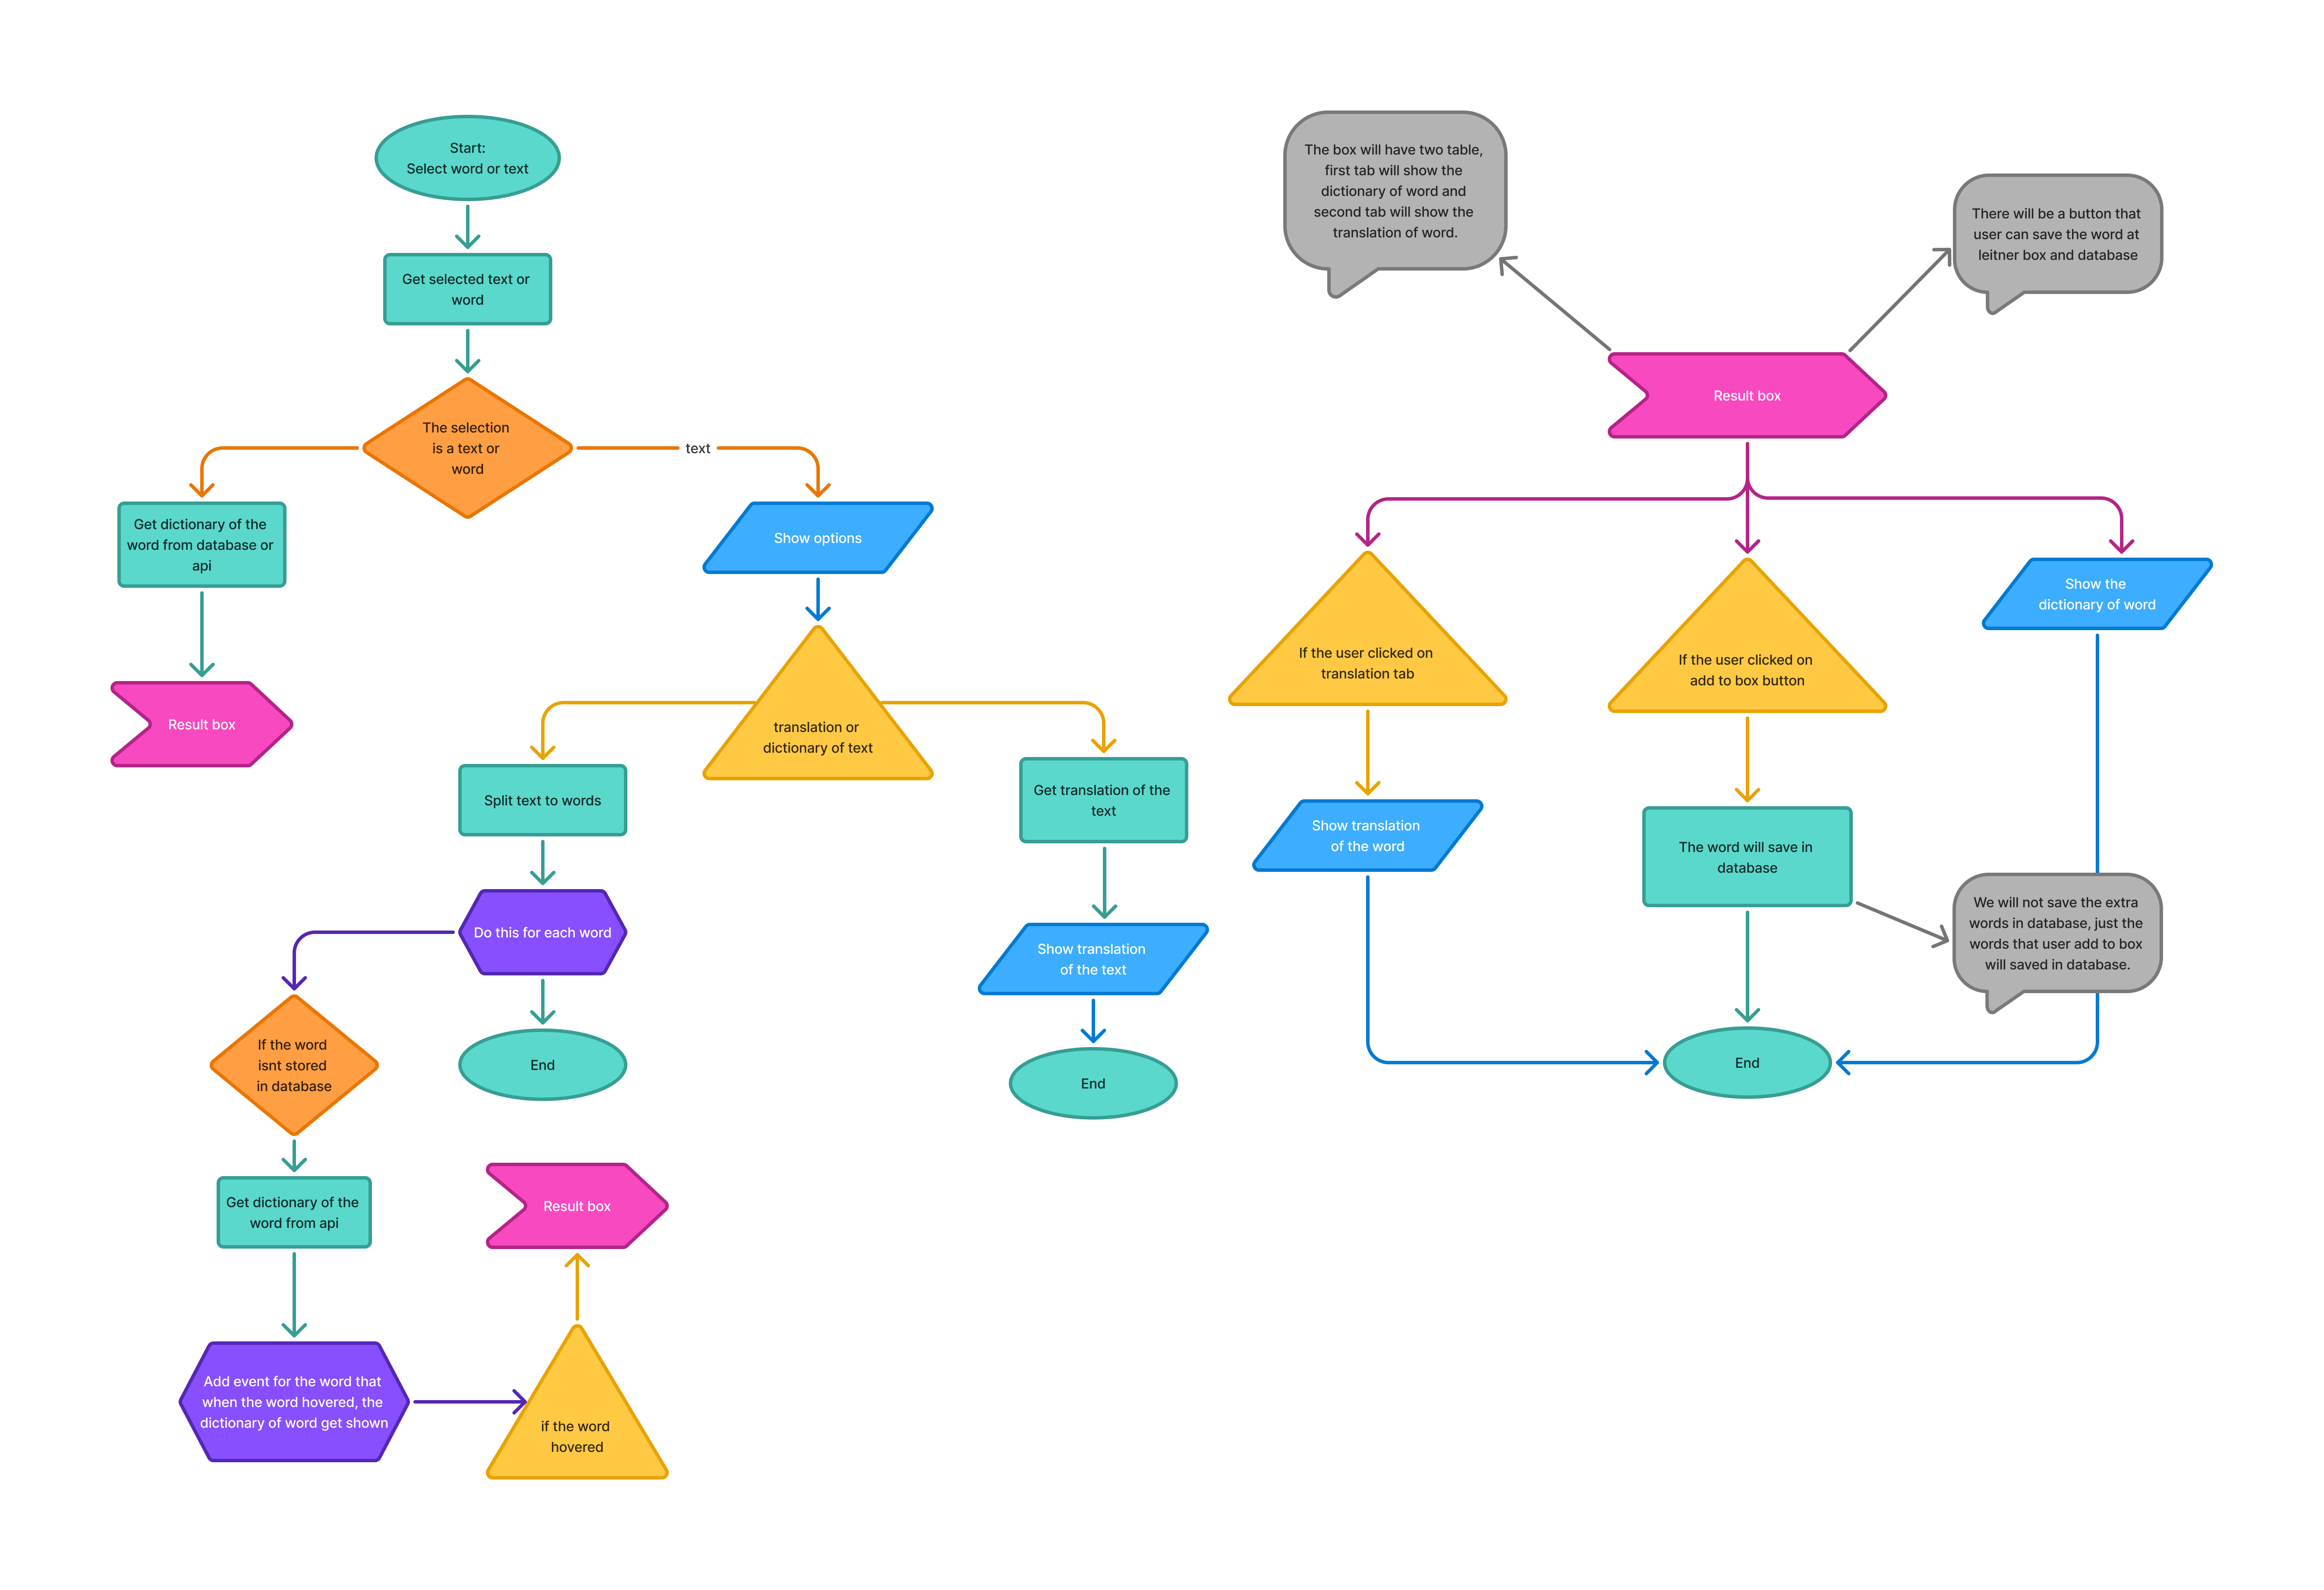 Start:
Select word or text
Get selected text or
word
The selection
is a text or
word
text
Get dictionary of the
word from database or
api
Result box
Show options
translation or
dictionary of text
Split text to words
Do this for each word
End
If the word
isnt stored
in database
Get dictionary of the
word from api
Add event for the word that
when the word hovered, the
dictionary of word get shown
if the word
hovered
Result box
Get translation of the
text
Show translation
of the text
End
The box will have two table,
first tab will show the
dictionary of word and
second tab will show the
translation of word.
There will be a button that
user can save the word at
leitner box and database
Result box
If the user clicked on
translation tab
Show translation
of the word
If the user clicked on
add to box button
The word will save in
database
Show the
dictionary of word
We will not save the extra
words in database, just the
words that user add to box
will saved in database.
End